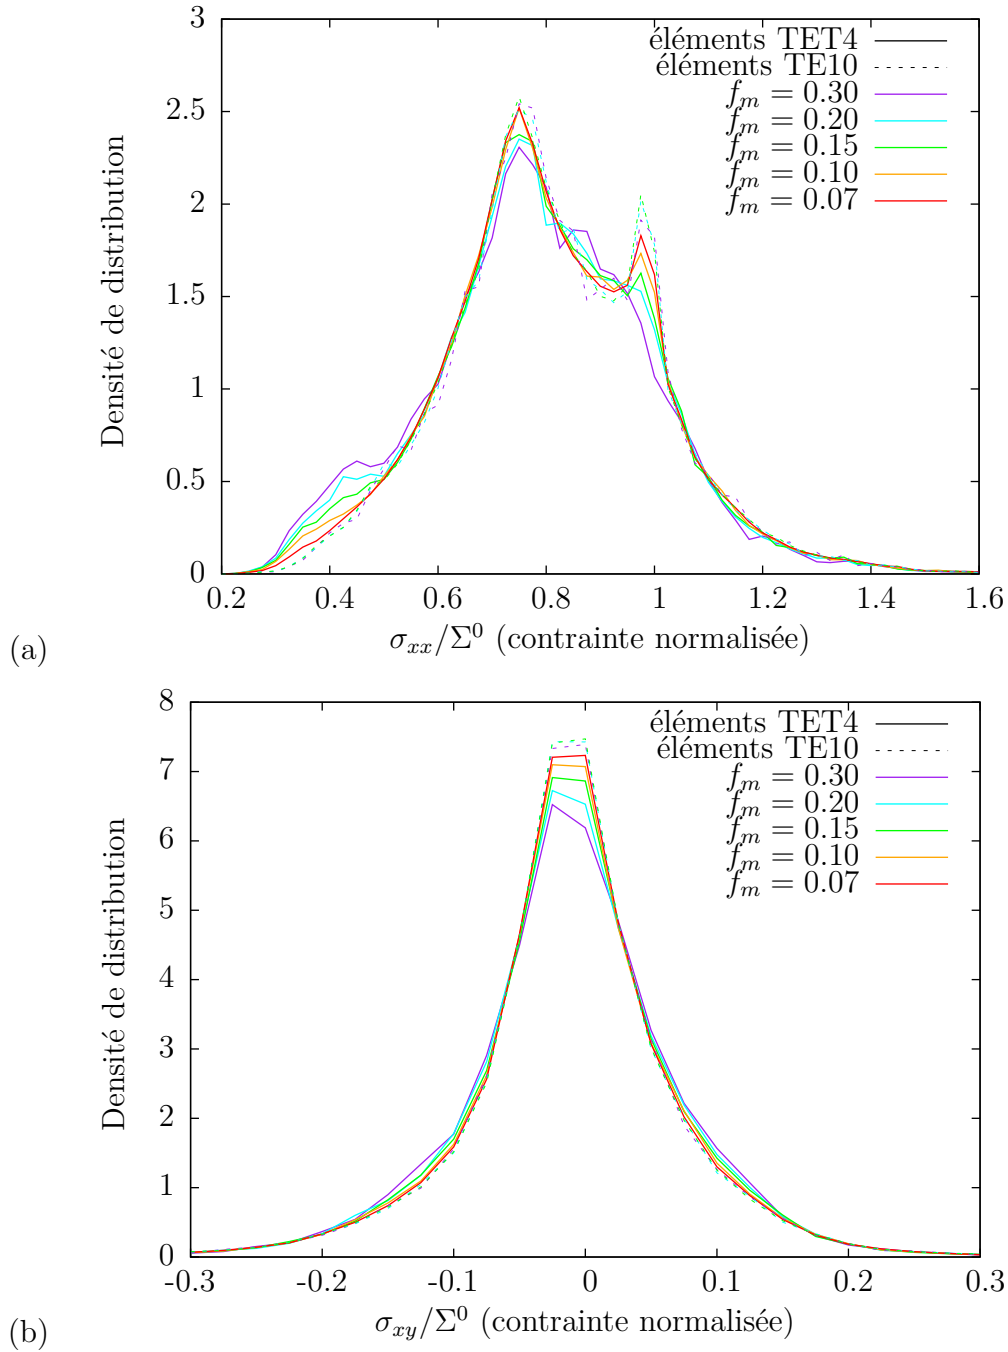 3
2.5
2
1.5
1
0.5
0
Densité de distribution
éléments TET4
éléments TE10
f_m = 0.30
f_m = 0.20
f_m = 0.15
f_m = 0.10
f_m = 0.07
0.2 0.4 0.6 0.8 1 1.2 1.4 1.6
σ_xx/Σ⁰ (contrainte normalisée)
(a)
8
7
6
5
4
3
2
1
0
Densité de distribution
éléments TET4
éléments TE10
f_m = 0.30
f_m = 0.20
f_m = 0.15
f_m = 0.10
f_m = 0.07
-0.3 -0.2 -0.1 0 0.1 0.2 0.3
σ_xy/Σ⁰ (contrainte normalisée)
(b)